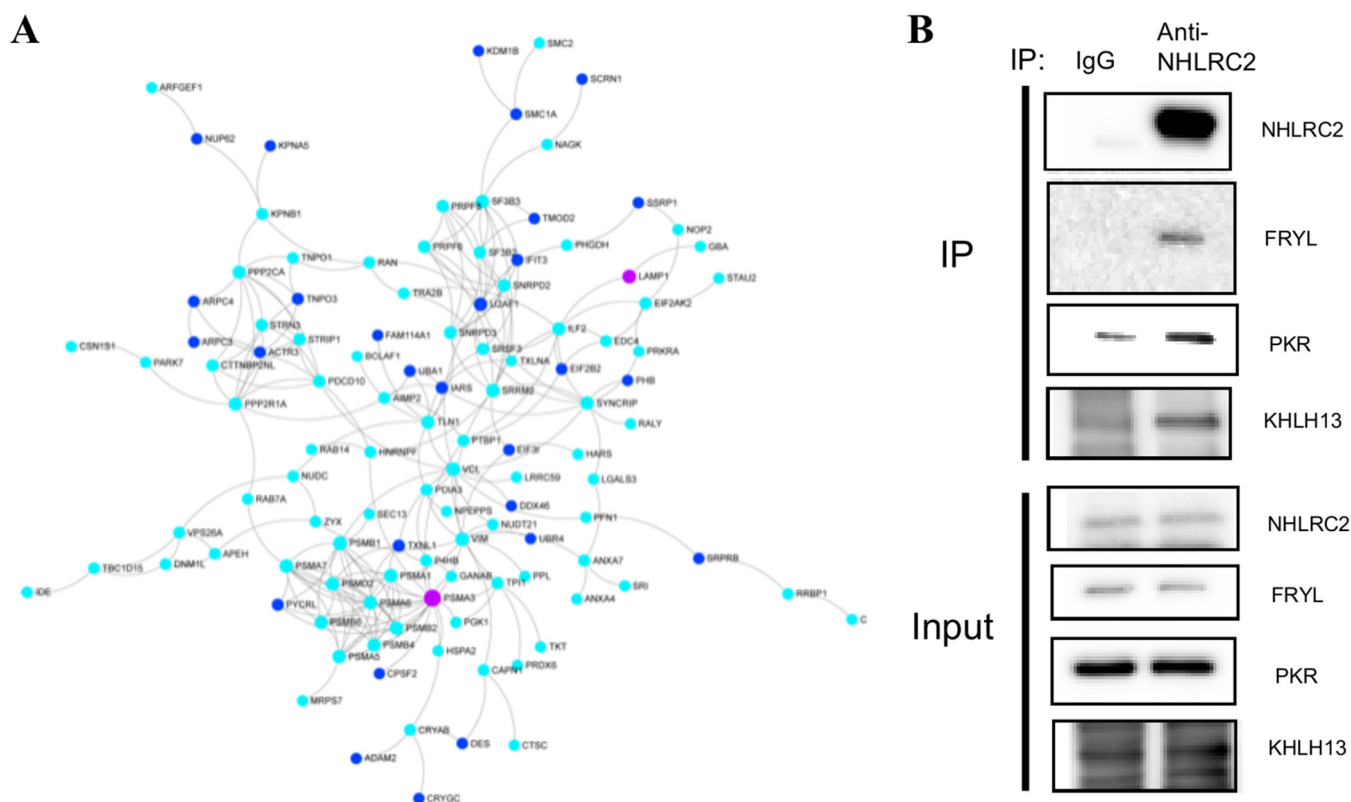 A
KDM1B
SMC2
ARFGEF1
SCRN1
SMC1A
NUP62
KPNA5
NAGK
SF3B3
PRPF3
SSRP1
KPNB1
TMOD2
NOP2
PRPF6
SF3B2
PHGDH
GBA
TNPO1
RAN
IFIT3
LAMP1
PPP2CA
STAU2
SNRPD2
TRA2B
ARPC4
TNPO3
U2AF1
EIF2AK2
STRN3
ILF2
FAM114A1
SNRPD3
STRIP1
EDC4
ARPC3
CSN1S1
ACTR3
SRSF3
PRKRA
BCLAF1
TXLNA
PARK7
CTTNBP2NL
EIF2B2
UBA1
PDCD10
PHB
IARS
SRRM2
AIMP2
PPP2R1A
SYNCRIP
TLN1
RALY
PTBP1
RAB14
HNRNPF
EIF3I
HARS
VCL
NUDC
LRRC59
LGALS3
PDIA3
RAB7A
DDX46
NPEPPS
SEC13
PFN1
ZYX
NUDT21
VPS26A
VIM
UBR4
PSMB1
TXNL1
APEH
SRPRB
P4HB
ANXA7
DNM1L
PSMA7
TBC1D15
PSMA1
GANAB
PPL
PSMD2
TPI1
SRI
IDE
RRBP1
PSMA3
ANXA4
PSMA6
PYCRL
C
PSMB6
PGK1
PSMB2
PSMB4
TKT
HSPA2
PSMA5
PRDX6
CAPN1
CPSF2
MRPS7
CRYAB
DES
CTSC
ADAM2
CRYGC
B
IP:
IgG
Anti-
NHLRC2
IP
NHLRC2
FRYL
PKR
KHLH13
Input
NHLRC2
FRYL
PKR
KHLH13